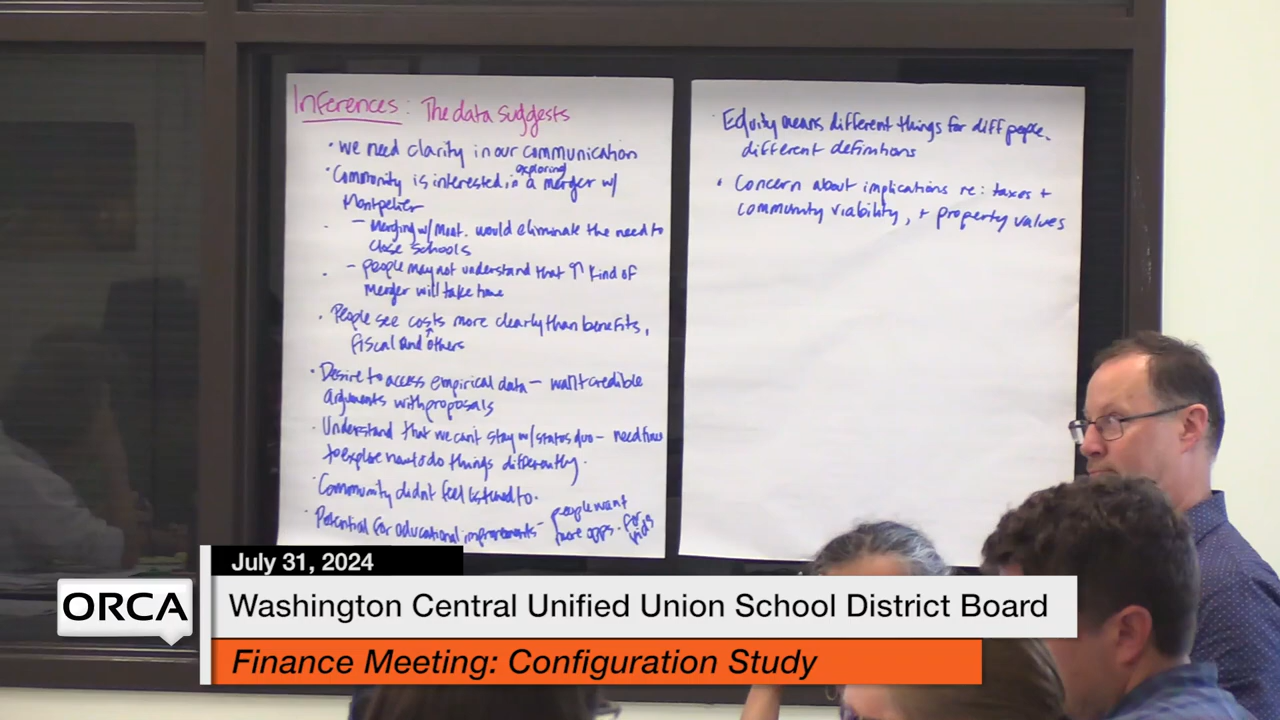 Inferences: The data suggests
• we need clarity in our communication
exploring
• Community is interested in a merger w/
Montpelier
- Merging w/ Mont. would eliminate the need to
close schools
- people may not understand that ↑ kind of
Merger will take time
• People see costs more clearly than benefits,
fiscal and others
• Desire to access empirical data - want credible
arguments with proposals
• Understand that we can't stay w/ status quo - need
to explore how to do things differently.
• Community didn't feel listened to.
• Potential for educational improvements - people want
more opps. for
kids
Equity means different things for diff people.
different definitions
• Concern about implications re: taxes +
community viability, + property values
July 31, 2024
ORCA
Washington Central Unified Union School District Board
Finance Meeting: Configuration Study